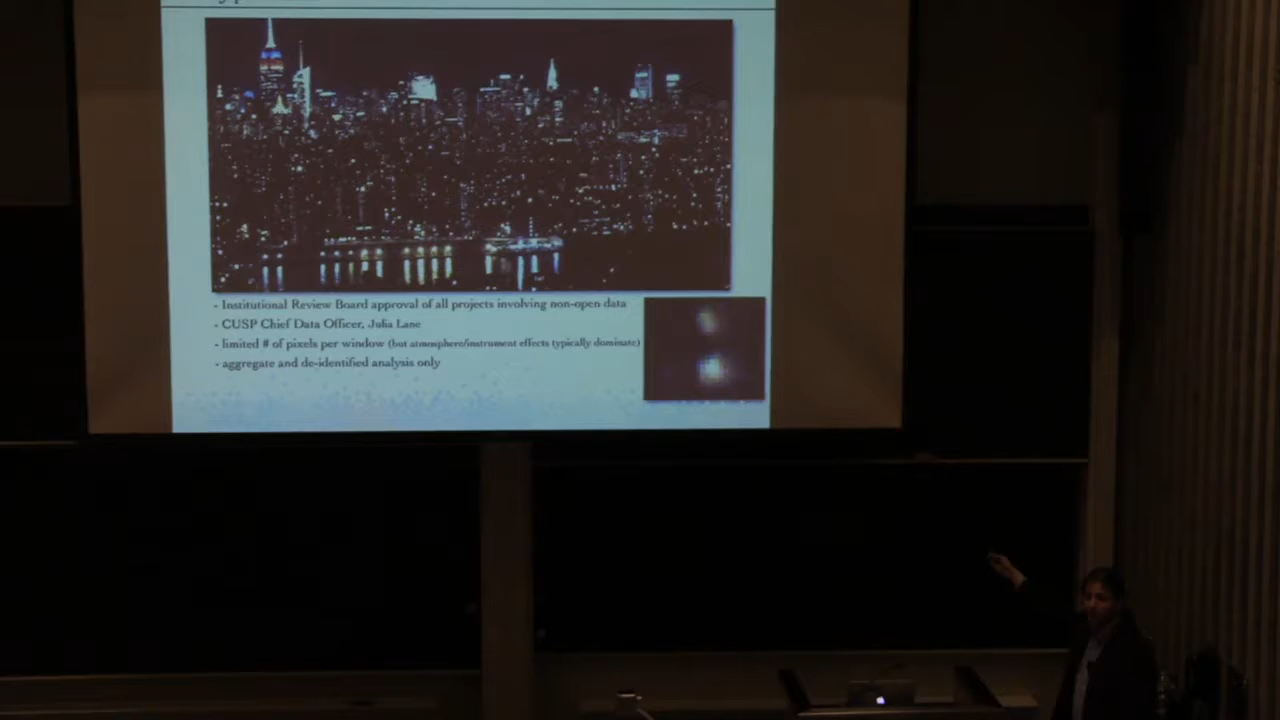 - Institutional Review Board approval of all projects involving non-open data
- CUSP Chief Data Officer, Julia Lane
- limited # of pixels per window (but atmosphere/instrument effects typically dominate)
- aggregate and de-identified analysis only